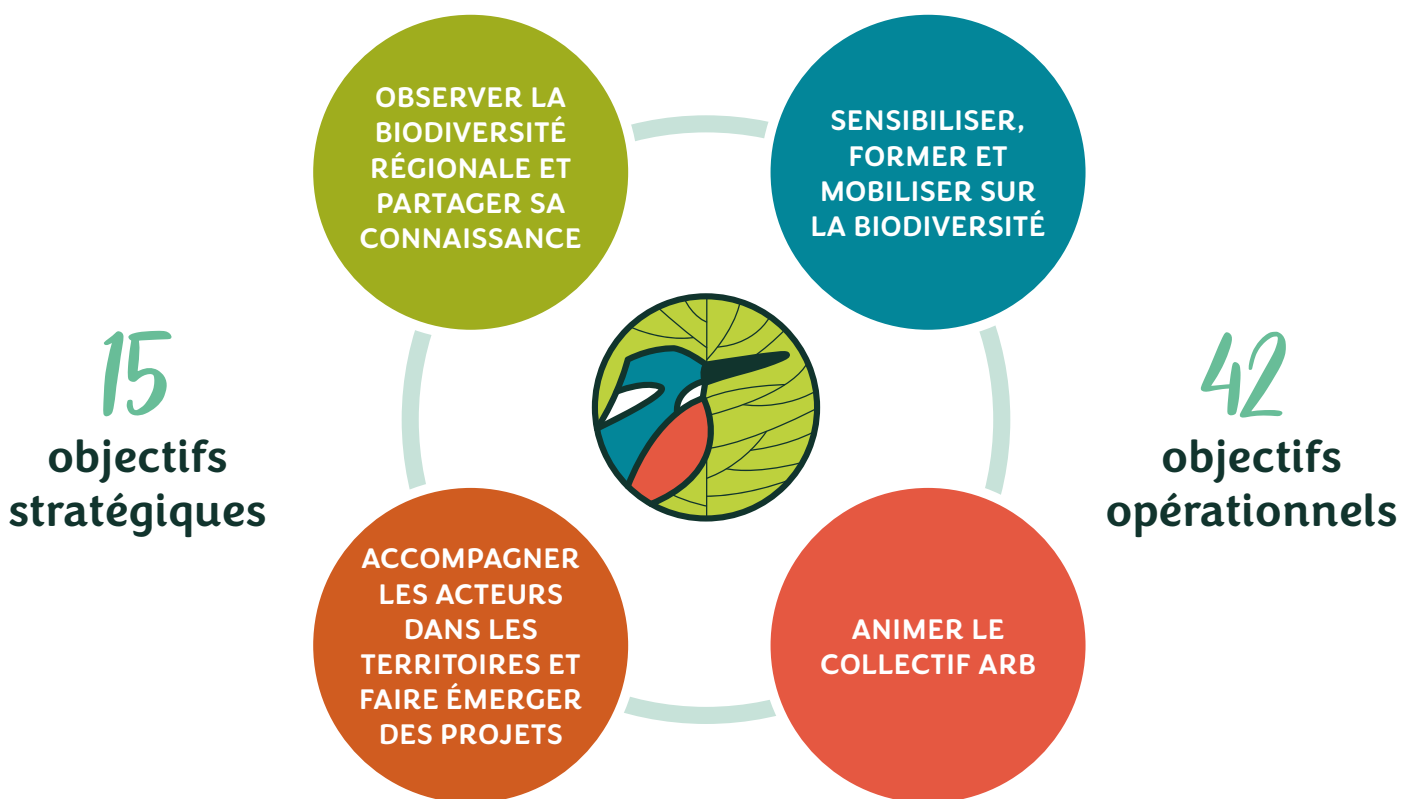 OBSERVER LA
BIODIVERSITÉ
RÉGIONALE ET
PARTAGER SA
CONNAISSANCE
SENSIBILISER,
FORMER ET
MOBILISER SUR
LA BIODIVERSITÉ
15
objectifs
stratégiques
42
objectifs
opérationnels
ACCOMPAGNER
LES ACTEURS
DANS LES
TERRITOIRES ET
FAIRE ÉMERGER
DES PROJETS
ANIMER LE
COLLECTIF ARB